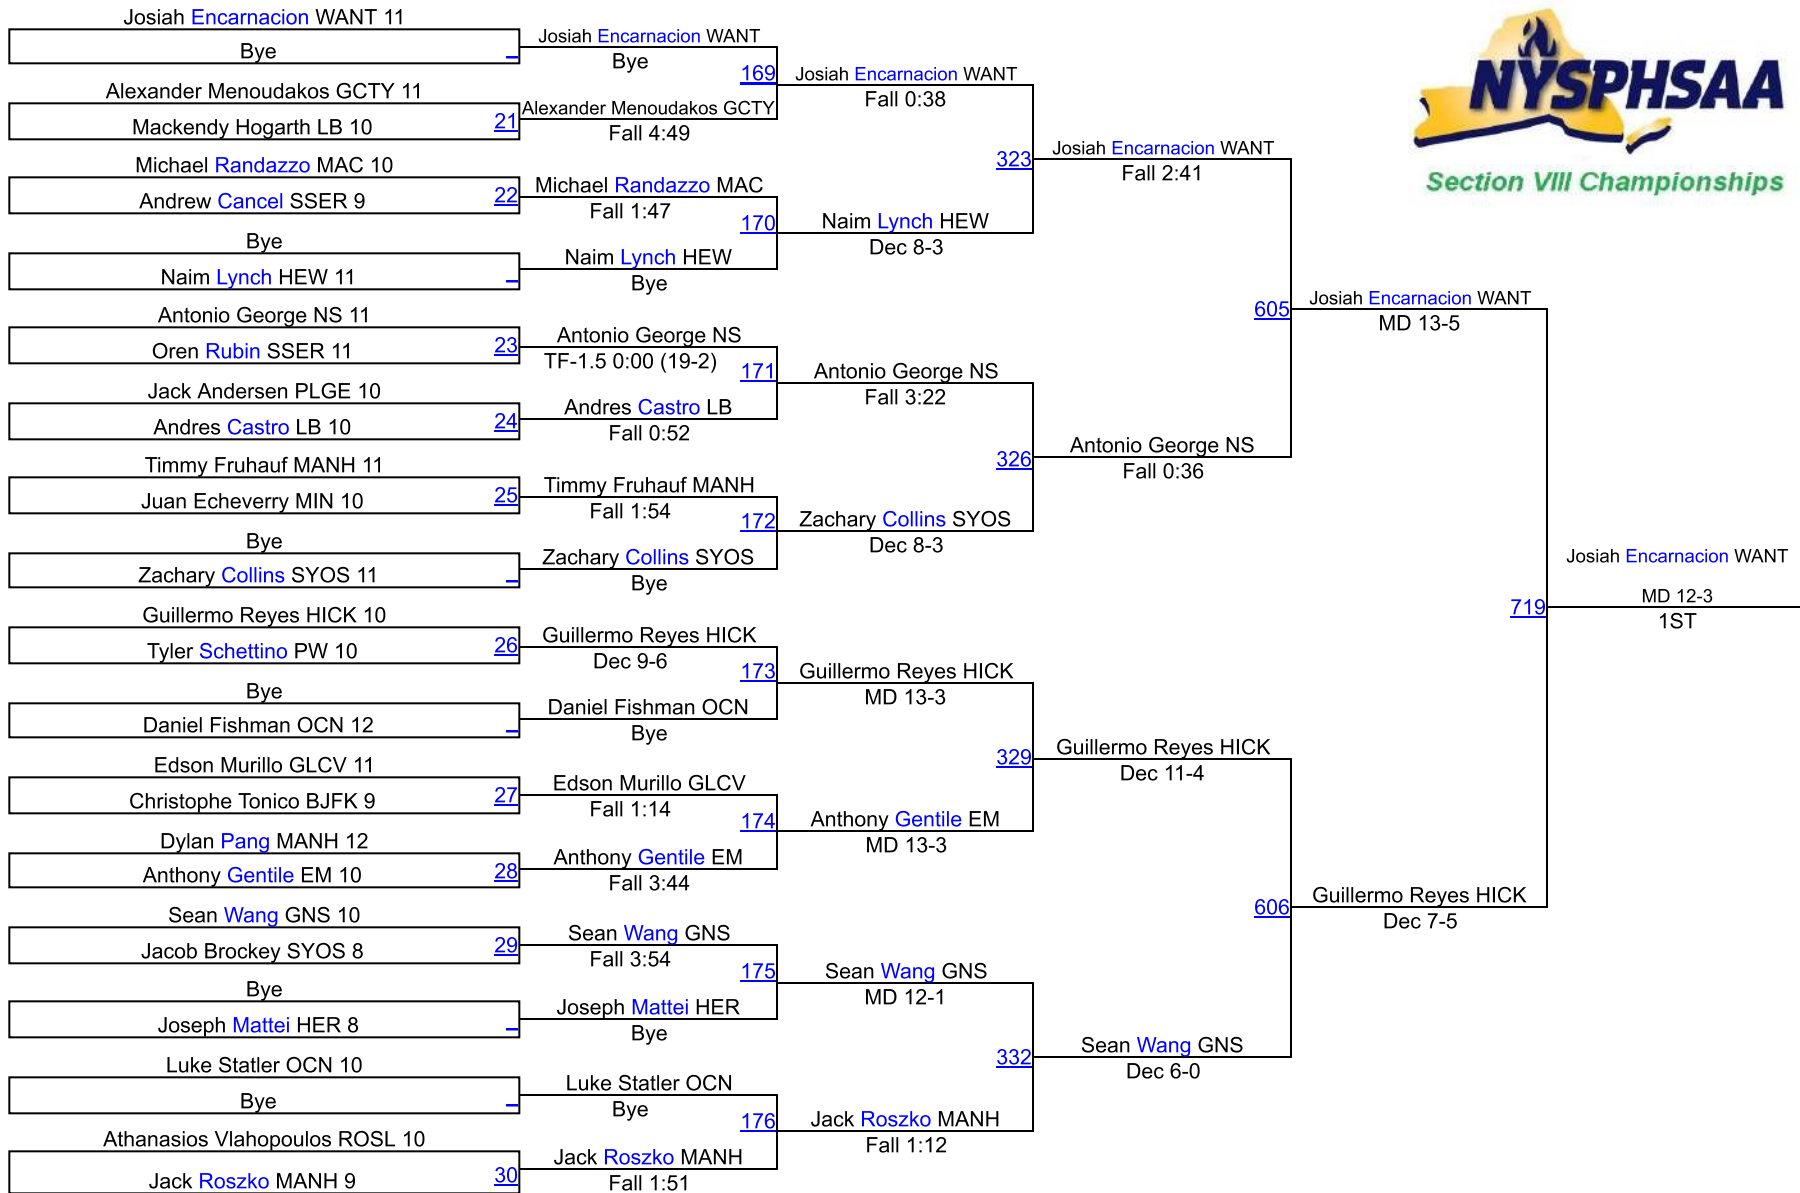 Josiah Encarnacion WANT 11
Bye
Alexander Menoudakos GCTY 11
Mackendy Hogarth LB 10
21
Michael Randazzo MAC 10
Andrew Cancel SSER 9
22
Bye
Naim Lynch HEW 11
Antonio George NS 11
Oren Rubin SSER 11
23
Jack Andersen PLGE 10
Andres Castro LB 10
24
Timmy Fruhauf MANH 11
Juan Echeverry MIN 10
25
Bye
Zachary Collins SYOS 11
Guillermo Reyes HICK 10
Tyler Schettino PW 10
26
Bye
Daniel Fishman OCN 12
Edson Murillo GLCV 11
Christophe Tonico BJFK 9
27
Dylan Pang MANH 12
Anthony Gentile EM 10
28
Sean Wang GNS 10
Jacob Brockey SYOS 8
29
Bye
Joseph Mattei HER 8
Luke Statler OCN 10
Bye
Athanasios Vlahopoulos ROSL 10
Jack Roszko MANH 9
30
Josiah Encarnacion WANT
Bye
169
Alexander Menoudakos GCTY
Fall 4:49
Michael Randazzo MAC
Fall 1:47
170
Naim Lynch HEW
Bye
Antonio George NS
TF-1.5 0:00 (19-2)
171
Andres Castro LB
Fall 0:52
Timmy Fruhauf MANH
Fall 1:54
172
Zachary Collins SYOS
Bye
Guillermo Reyes HICK
Dec 9-6
173
Daniel Fishman OCN
Bye
Edson Murillo GLCV
Fall 1:14
174
Anthony Gentile EM
Fall 3:44
Sean Wang GNS
Fall 3:54
175
Joseph Mattei HER
Bye
Luke Statler OCN
Bye
176
Jack Roszko MANH
Fall 1:51
Josiah Encarnacion WANT
Fall 0:38
323
Naim Lynch HEW
Dec 8-3
Antonio George NS
Fall 3:22
326
Zachary Collins SYOS
Dec 8-3
Guillermo Reyes HICK
MD 13-3
329
Anthony Gentile EM
MD 13-3
Sean Wang GNS
MD 12-1
332
Jack Roszko MANH
Fall 1:12
Josiah Encarnacion WANT
Fall 2:41
605
Antonio George NS
Fall 0:36
Guillermo Reyes HICK
Dec 11-4
606
Sean Wang GNS
Dec 6-0
Josiah Encarnacion WANT
MD 13-5
719
Guillermo Reyes HICK
Dec 7-5
Josiah Encarnacion WANT
MD 12-3
1ST
NYSPHSAA
Section VIII Championships